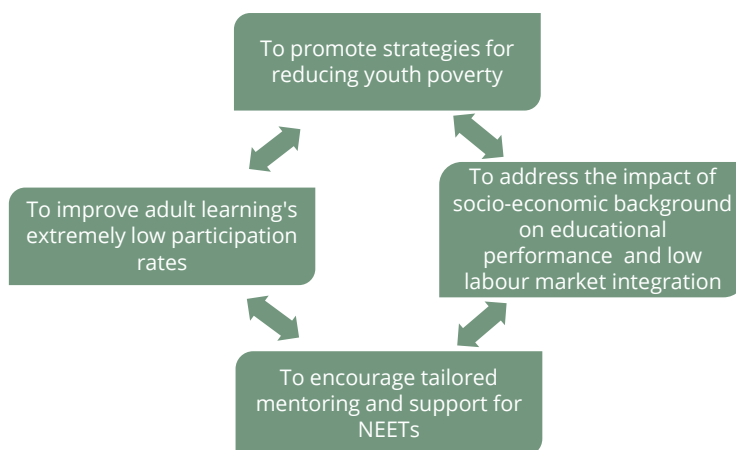 To promote strategies for
reducing youth poverty
To improve adult learning's
extremely low participation
rates
To address the impact of
socio-economic background
on educational
performance and low
labour market integration
To encourage tailored
mentoring and support for
NEETs